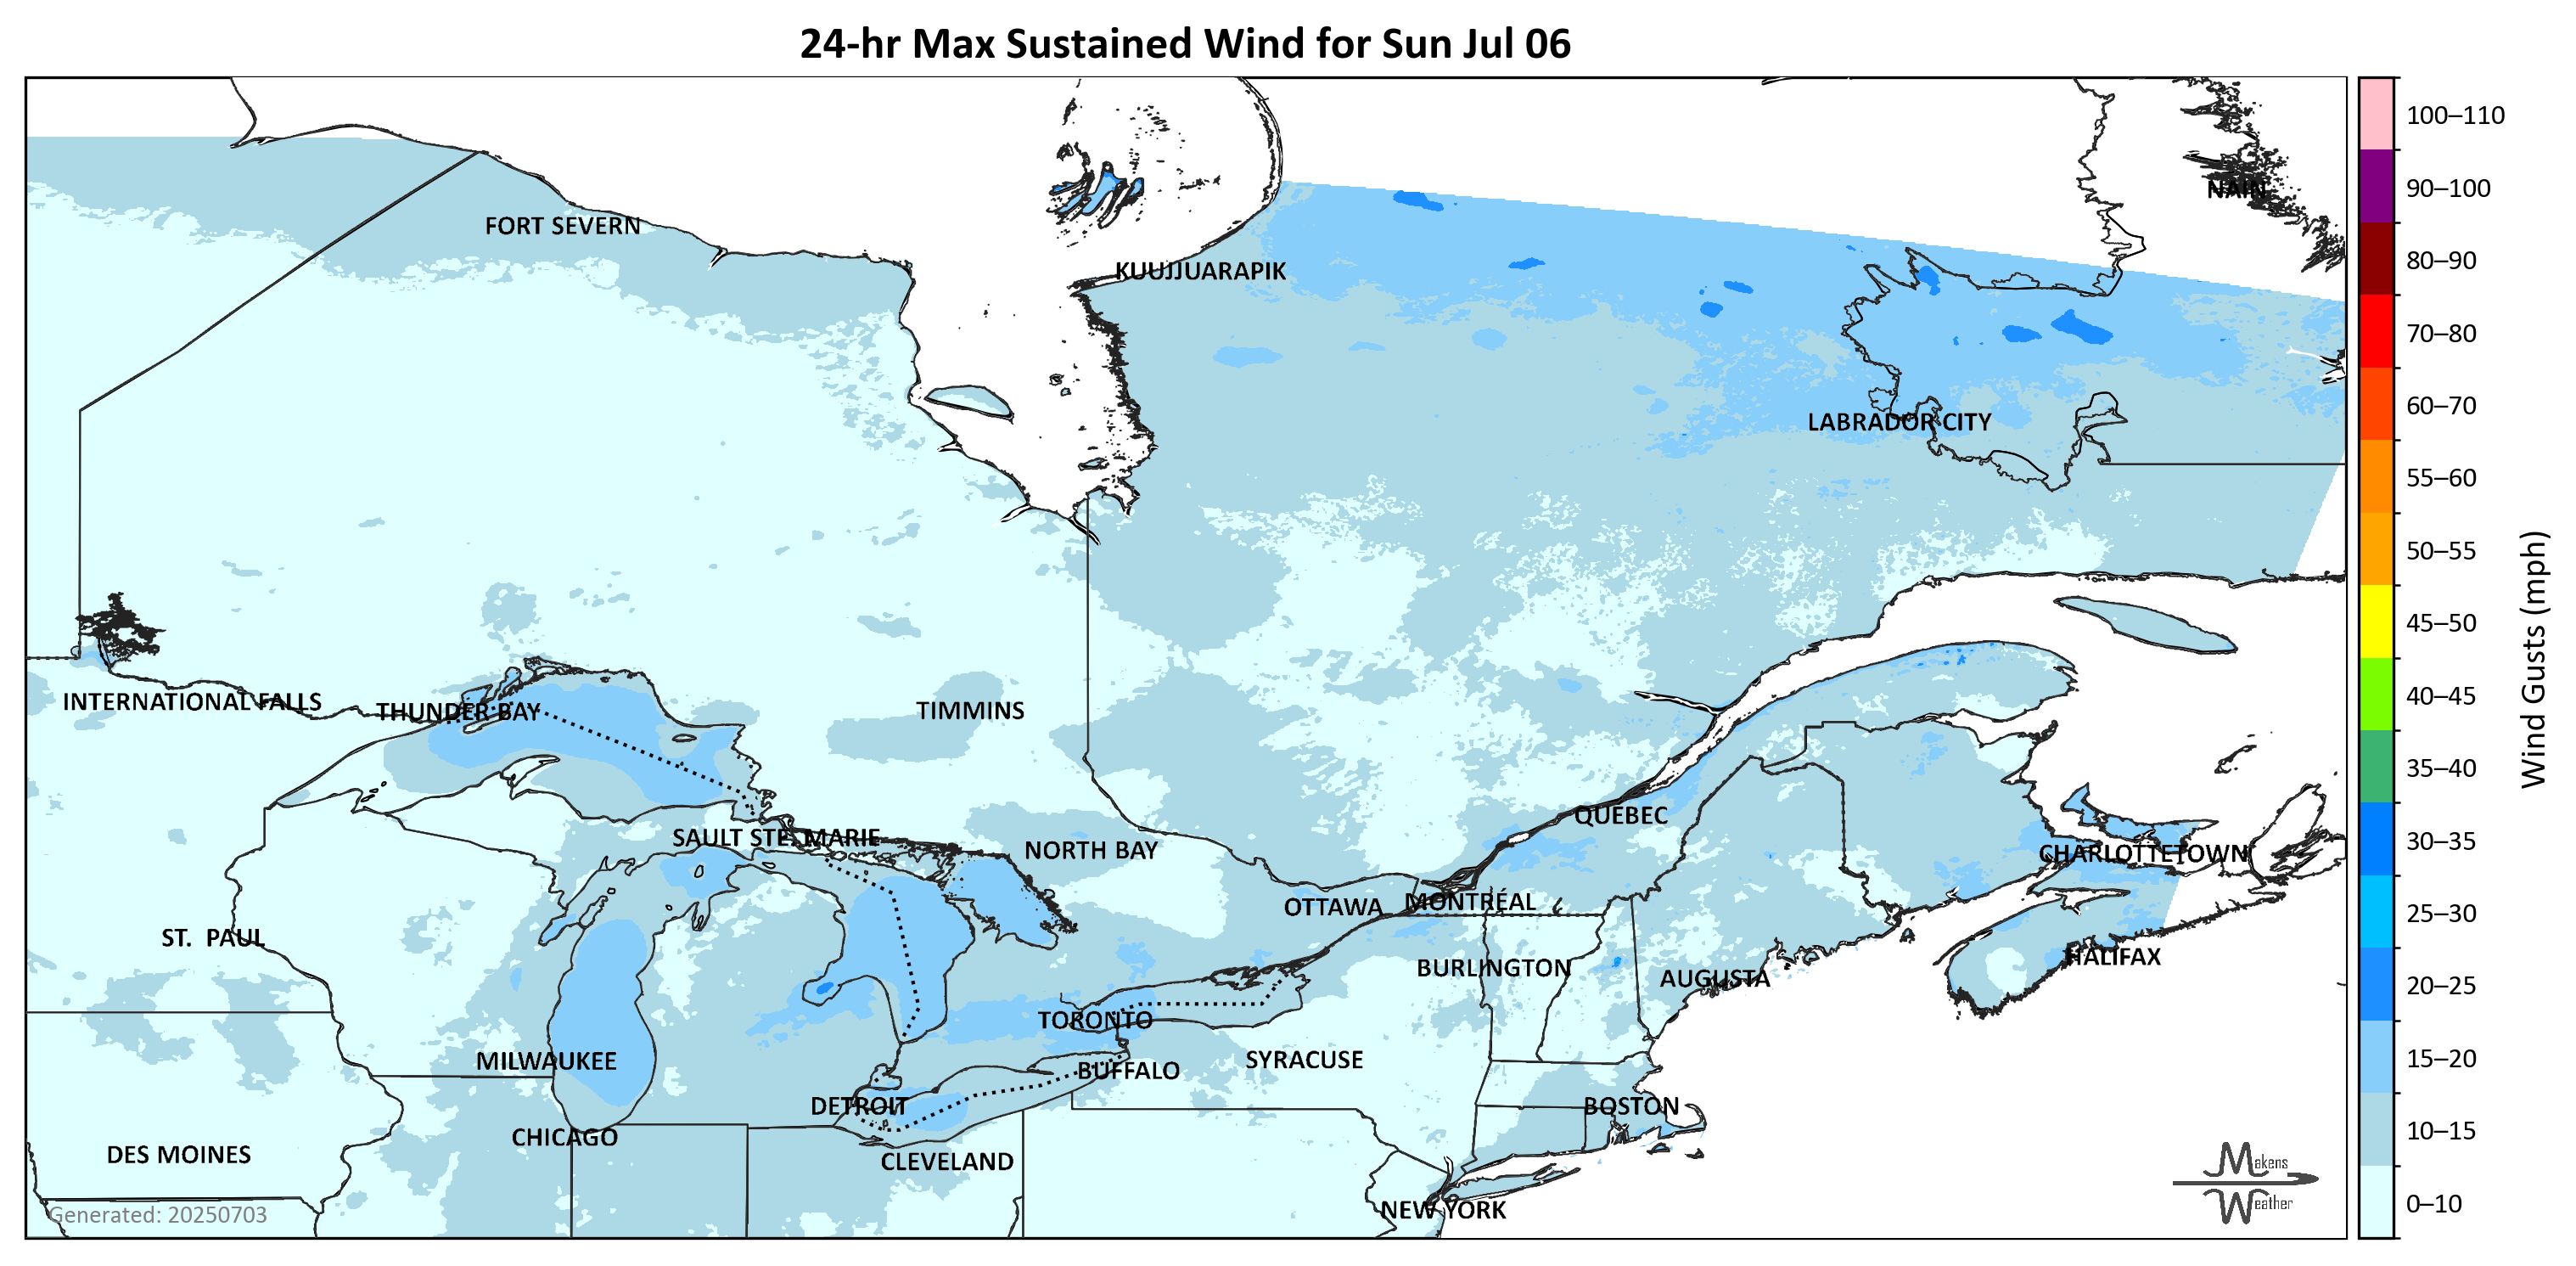 24-hr Max Sustained Wind for Sun Jul 06
100–110
90–100
80–90
70–80
60–70
55–60
50–55
45–50
40–45
35–40
30–35
25–30
20–25
15–20
10–15
0–10
Wind Gusts (mph)
NAIN
FORT SEVERN
KUUJJUARAPIK
LABRADOR CITY
INTERNATIONAL FALLS
THUNDER BAY
TIMMINS
SAULT STE. MARIE
NORTH BAY
QUEBEC
CHARLOTTETOWN
OTTAWA
MONTRÉAL
ST. PAUL
BURLINGTON
AUGUSTA
HALIFAX
TORONTO
MILWAUKEE
BUFFALO
SYRACUSE
DETROIT
BOSTON
CHICAGO
DES MOINES
CLEVELAND
NEW YORK
Generated: 20250703
Makens
Weather